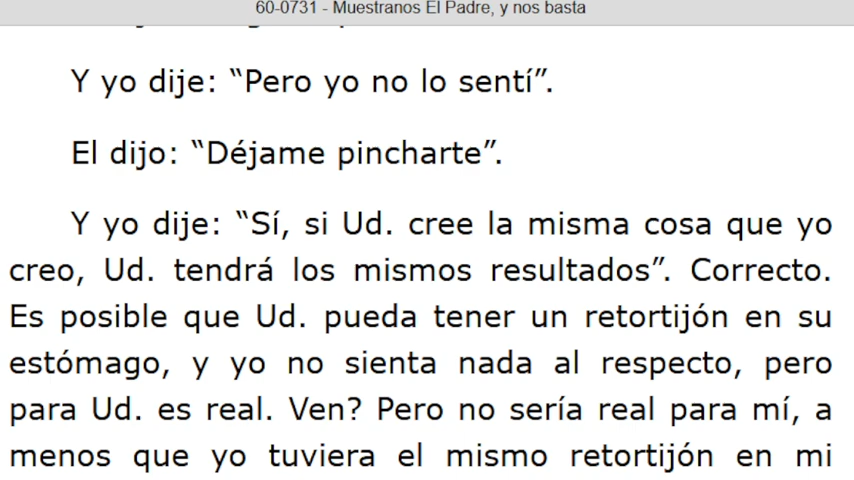 60-0731 - Muestranos El Padre, y nos basta
Y yo dije: “Pero yo no lo sentí”.
El dijo: “Déjame pincharte”.
Y yo dije: “Sí, si Ud. cree la misma cosa que yo
creo, Ud. tendrá los mismos resultados”. Correcto.
Es posible que Ud. pueda tener un retortijón en su
estómago, y yo no sienta nada al respecto, pero
para Ud. es real. Ven? Pero no sería real para mí, a
menos que yo tuviera el mismo retortijón en mi